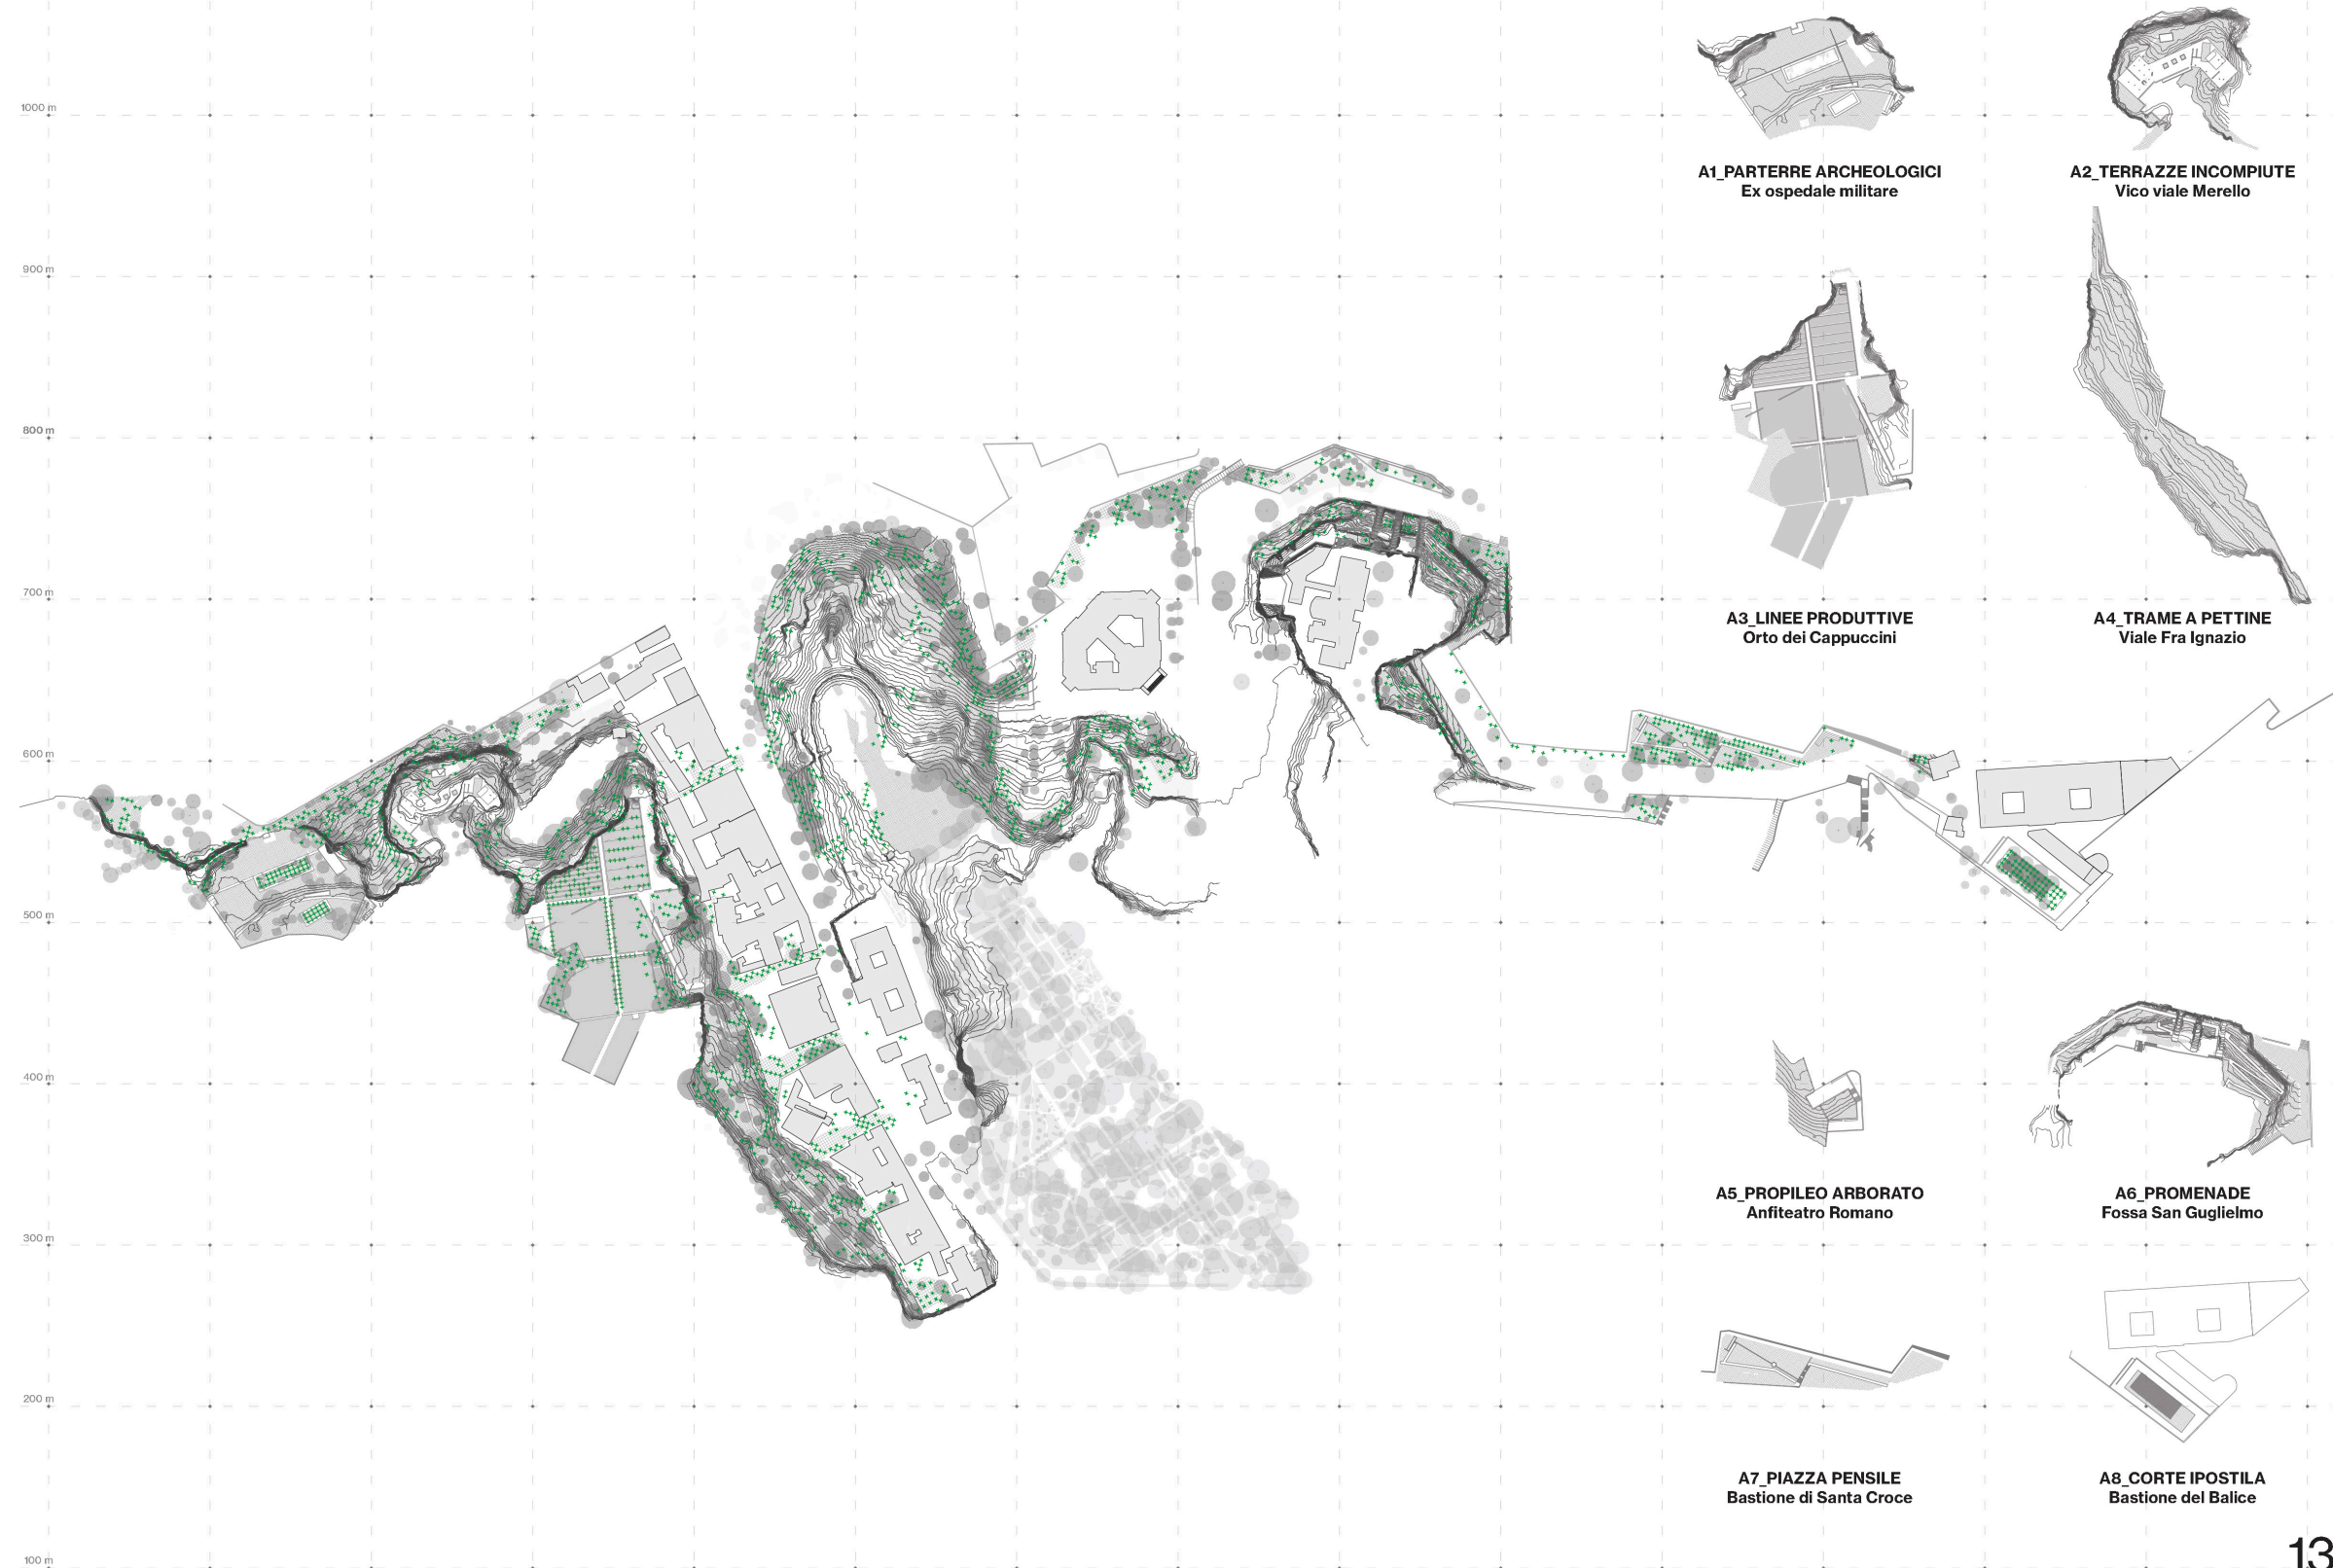 1000 m
900 m
800 m
700 m
600 m
500 m
400 m
300 m
200 m
100 m
A1_PARTERRE ARCHEOLOGICI
Ex ospedale militare
A2_TERRAZZE INCOMPIUTE
Vico viale Merello
A3_LINEE PRODUTTIVE
Orto dei Cappuccini
A4_TRAME A PETTINE
Viale Fra Ignazio
A5_PROPILEO ARBORATO
Anfiteatro Romano
A6_PROMENADE
Fossa San Guglielmo
A7_PIAZZA PENSILE
Bastione di Santa Croce
A8_CORTE IPOSTILA
Bastione del Balice
13